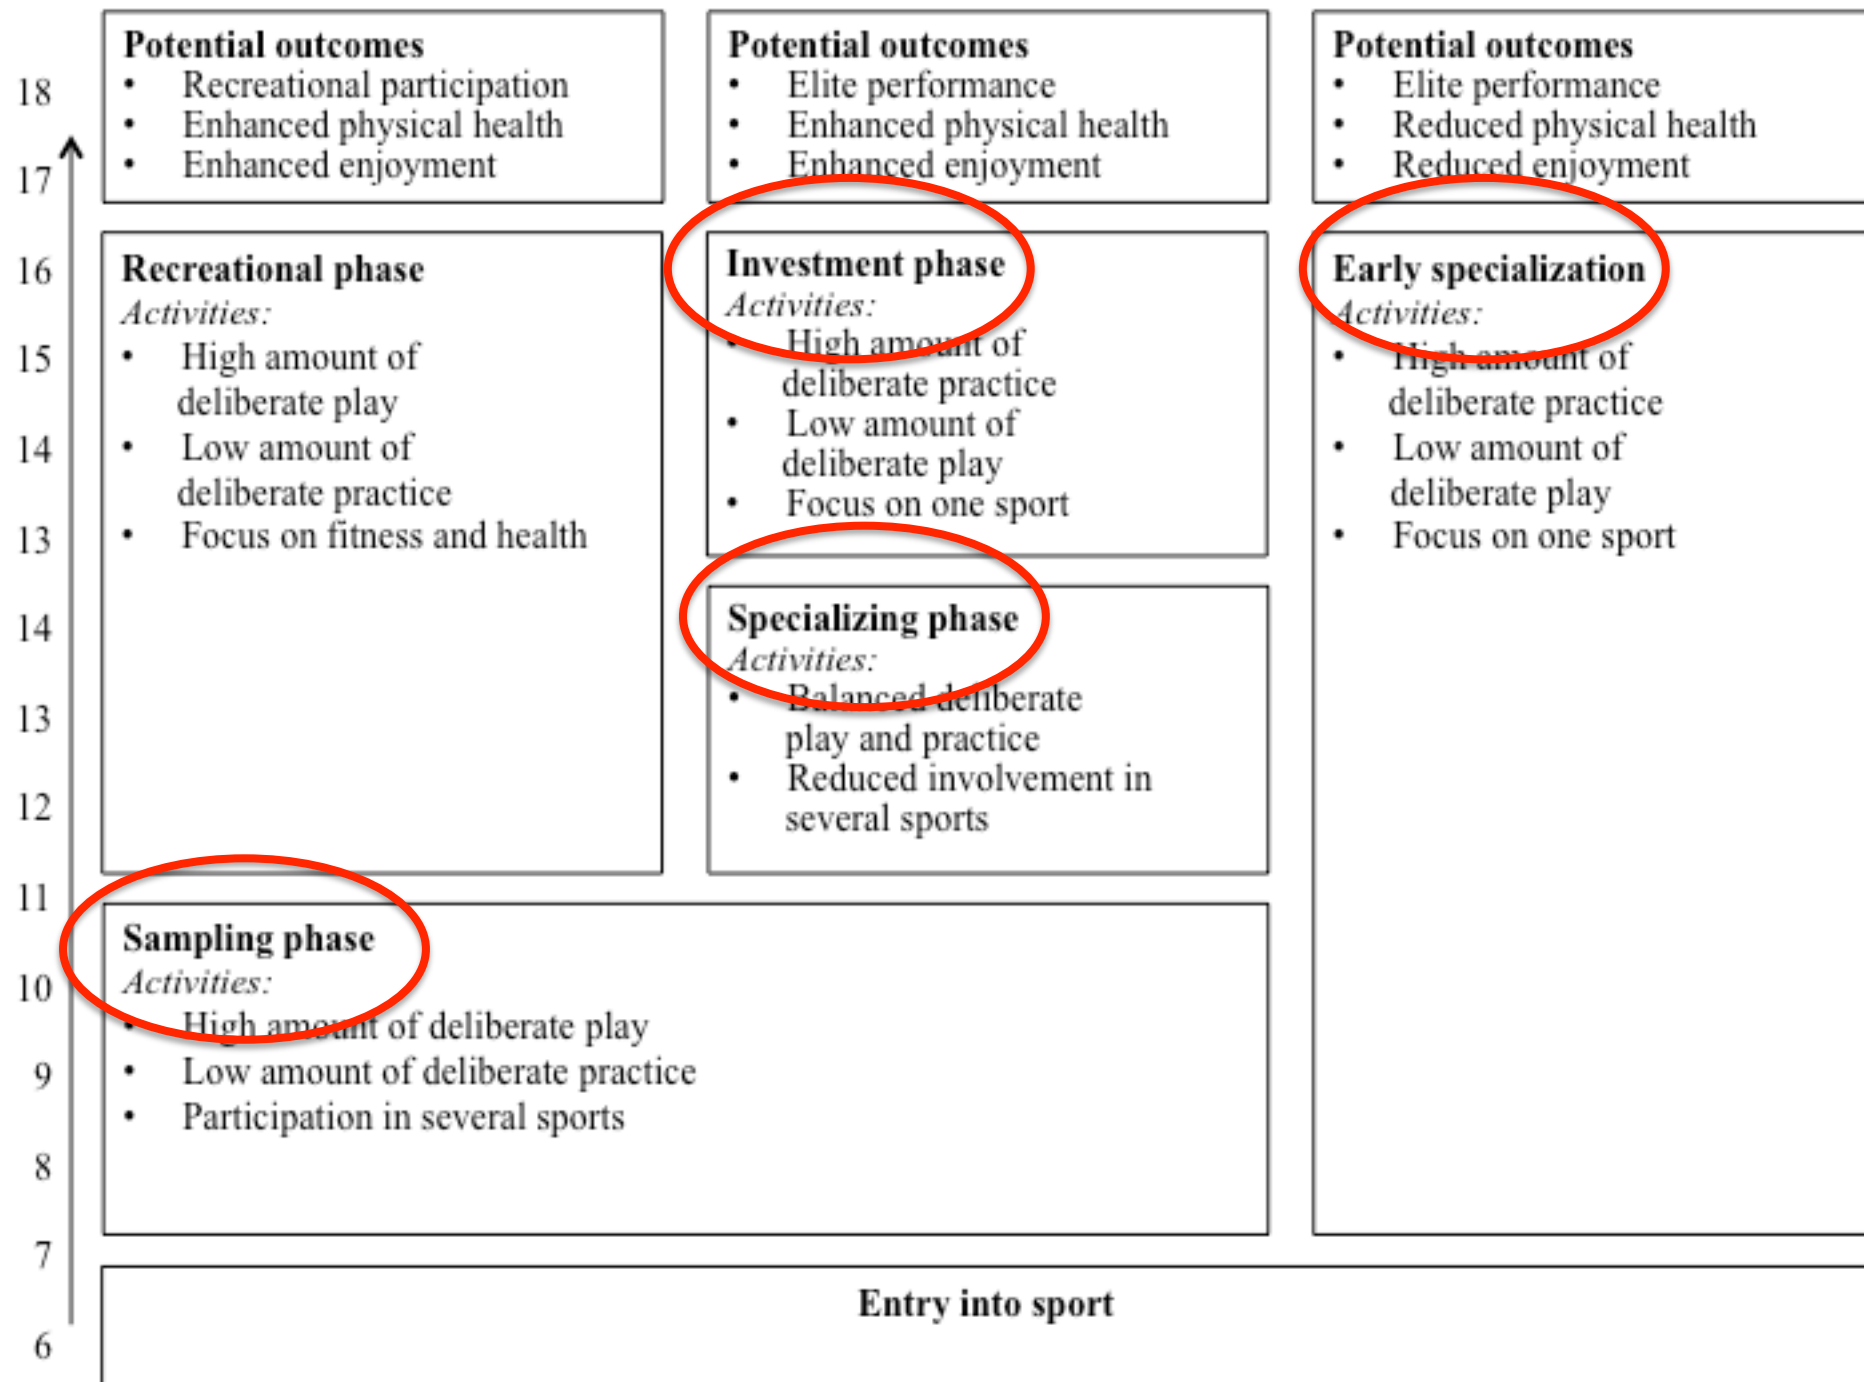 18
17
16
15
14
13
14
13
12
11
10
9
8
7
6
Potential outcomes
• Recreational participation
• Enhanced physical health
• Enhanced enjoyment
Potential outcomes
• Elite performance
• Enhanced physical health
• Enhanced enjoyment
Potential outcomes
• Elite performance
• Reduced physical health
• Reduced enjoyment
Recreational phase
Activities:
• High amount of
deliberate play
• Low amount of
deliberate practice
• Focus on fitness and health
Investment phase
Activities:
• High amount of
deliberate practice
• Low amount of
deliberate play
• Focus on one sport
Early specialization
Activities:
• High amount of
deliberate practice
• Low amount of
deliberate play
• Focus on one sport
Specializing phase
Activities:
• Balanced deliberate
play and practice
• Reduced involvement in
several sports
Sampling phase
Activities:
• High amount of deliberate play
• Low amount of deliberate practice
• Participation in several sports
Entry into sport